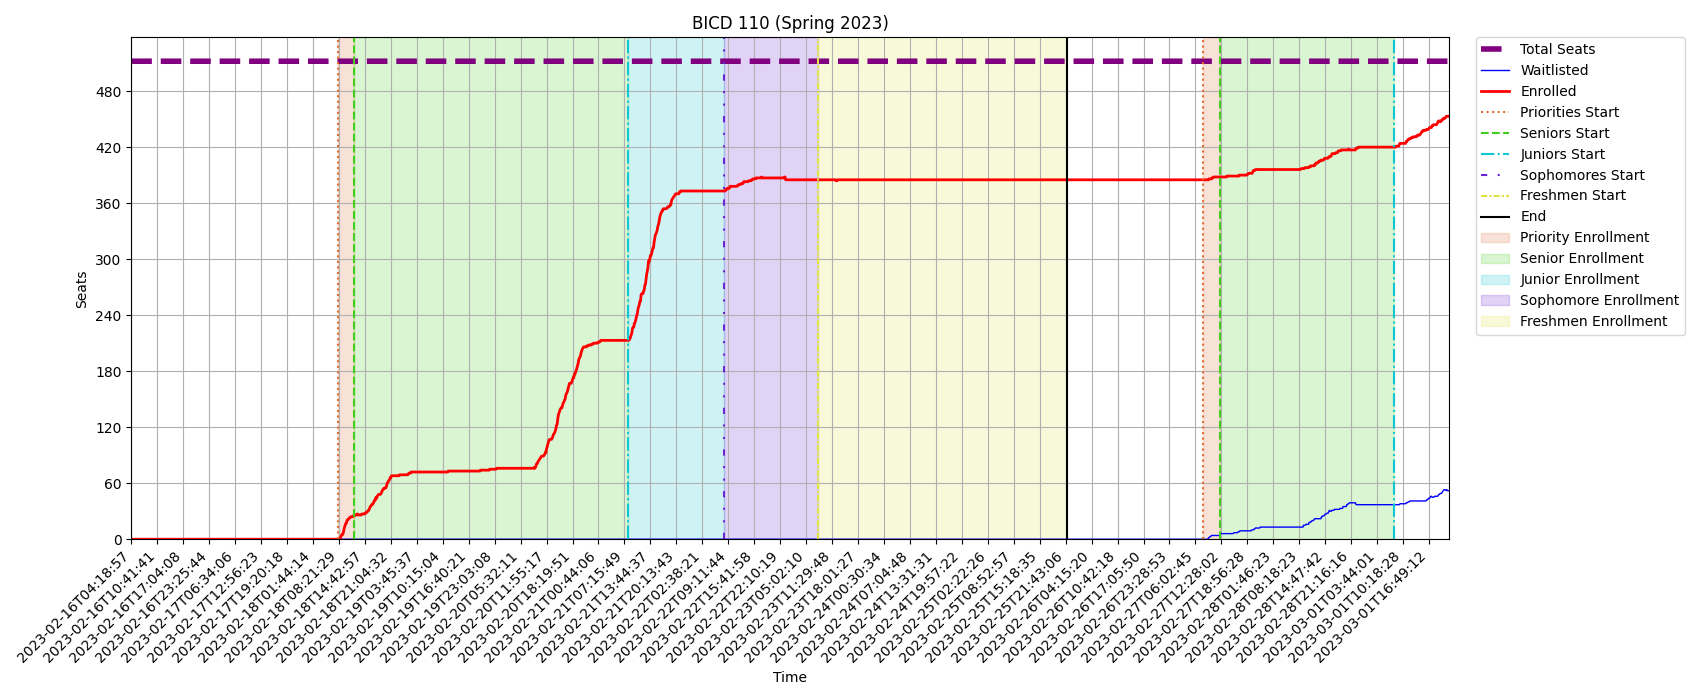 BICD 110 (Spring 2023)
Total Seats
Waitlisted
Enrolled
Priorities Start
Seniors Start
Juniors Start
Sophomores Start
Freshmen Start
End
Priority Enrollment
Senior Enrollment
Junior Enrollment
Sophomore Enrollment
Freshmen Enrollment
Seats
480
420
360
300
240
180
120
60
0
2023-02-16T04:18:57
2023-02-16T10:41:41
2023-02-16T17:04:08
2023-02-16T23:25:44
2023-02-17T06:34:06
2023-02-17T12:56:23
2023-02-17T19:20:18
2023-02-18T01:44:14
2023-02-18T08:21:29
2023-02-18T14:42:57
2023-02-18T21:04:32
2023-02-19T03:45:37
2023-02-19T10:15:04
2023-02-19T16:40:21
2023-02-19T23:03:08
2023-02-20T05:32:11
2023-02-20T11:55:17
2023-02-20T18:19:51
2023-02-21T00:44:06
2023-02-21T07:15:49
2023-02-21T13:44:37
2023-02-21T20:13:43
2023-02-22T02:38:21
2023-02-22T09:11:44
2023-02-22T15:41:58
2023-02-22T22:10:19
2023-02-23T05:02:10
2023-02-23T11:29:48
2023-02-23T18:01:27
2023-02-24T00:30:34
2023-02-24T07:04:48
2023-02-24T13:31:31
2023-02-24T19:57:22
2023-02-25T02:22:26
2023-02-25T08:52:57
2023-02-25T15:18:35
2023-02-25T21:43:06
2023-02-26T04:15:20
2023-02-26T10:42:18
2023-02-26T17:05:50
2023-02-26T23:28:53
2023-02-27T06:02:45
2023-02-27T12:28:02
2023-02-27T18:56:28
2023-02-28T01:46:23
2023-02-28T08:18:23
2023-02-28T14:47:42
2023-02-28T21:16:16
2023-03-01T03:44:01
2023-03-01T10:18:28
2023-03-01T16:49:12
Time